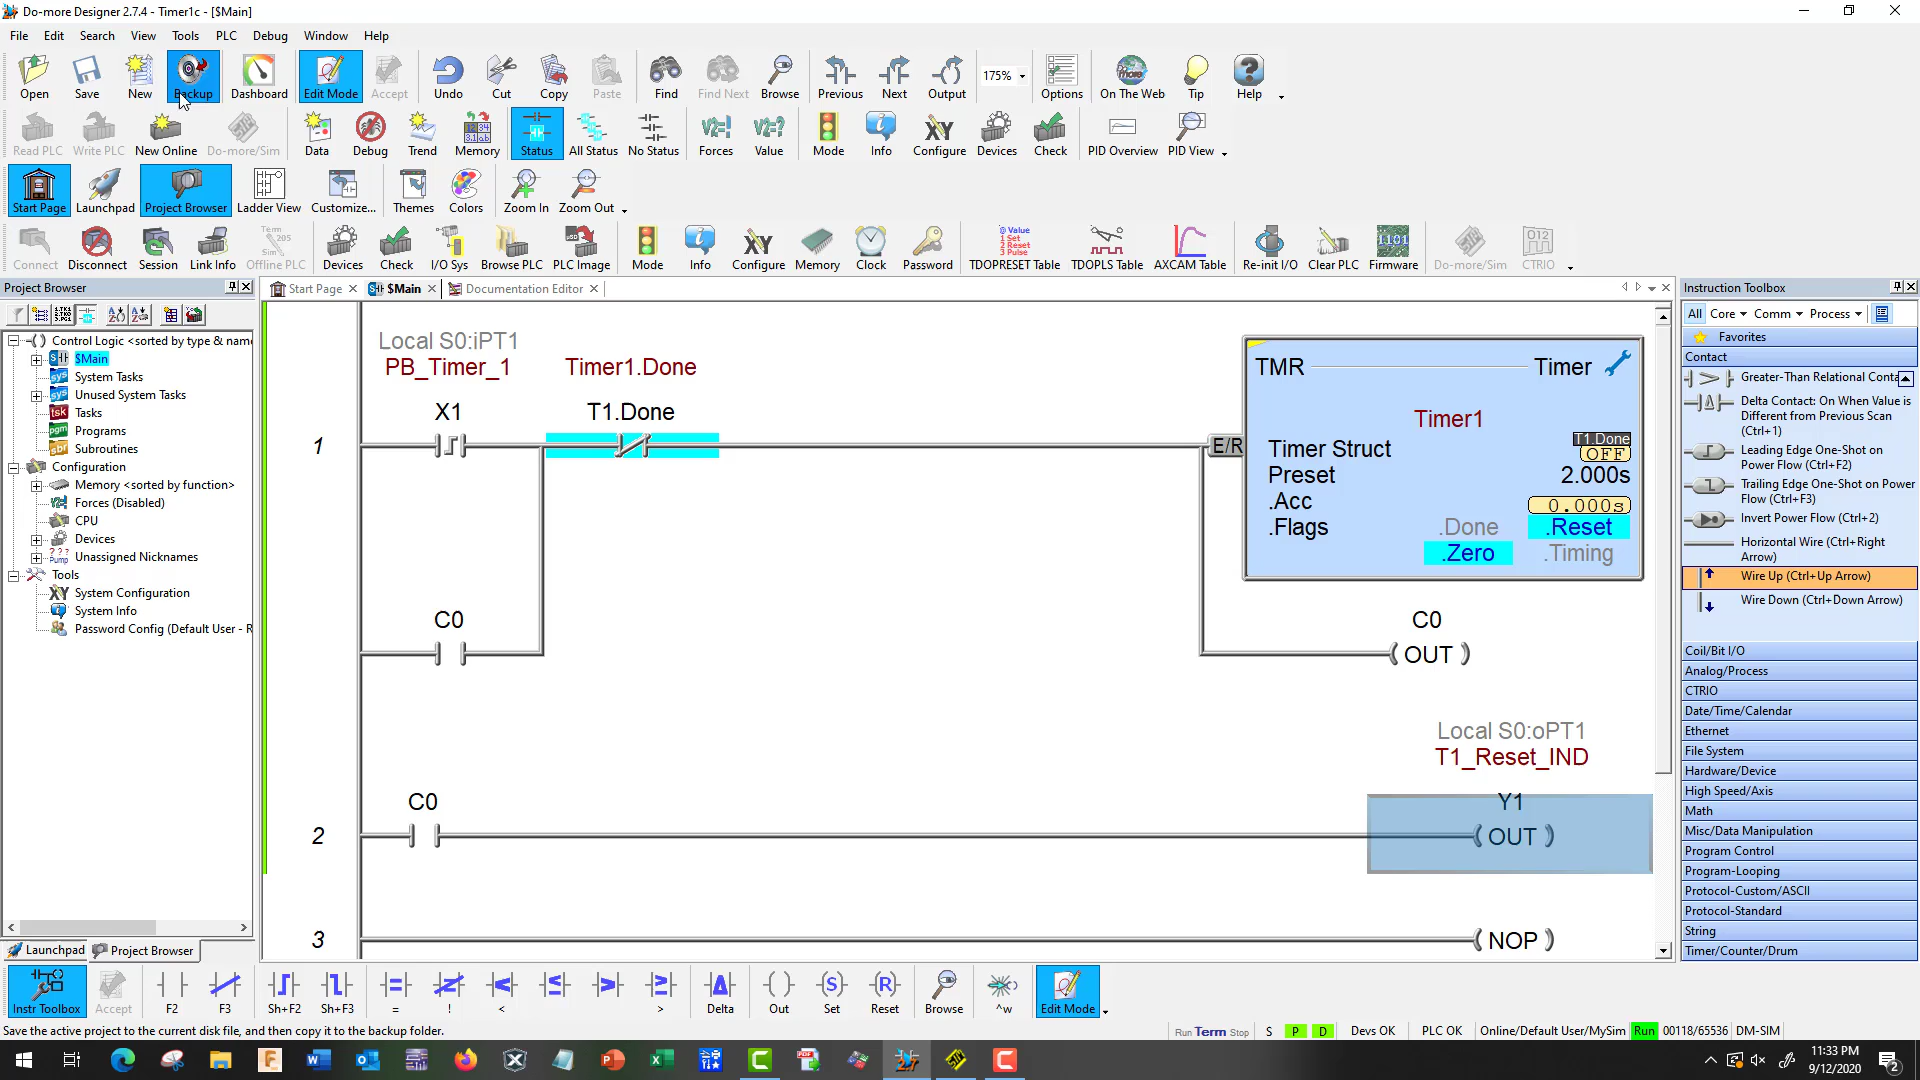 Do-more Designer 2.7.4 - Timer1c - [$Main]
File Edit Search View Tools PLC Debug Window Help
Open Save New Backup Dashboard Edit Mode Accept Undo Cut Copy Paste Find Find Next Browse Previous Next Output 175% Options On The Web Tip Help
Read PLC Write PLC New Online Do-more/Sim Data Debug Trend Memory Status All Status No Status Forces Value Mode Info Configure Devices Check PID Overview PID View
Start Page Launchpad Project Browser Ladder View Customize... Themes Colors Zoom In Zoom Out
Connect Disconnect Session Link Info Offline PLC Devices Check I/O Sys Browse PLC PLC Image Mode Info Configure Memory Clock Password TDOPRESET Table TDOPLS Table AXCAM Table Re-init I/O Clear PLC Firmware Do-more/Sim CTRIO
Project Browser
Start Page $Main Documentation Editor
Instruction Toolbox
All Core Comm Process
Favorites
Contact
Greater-Than Relational Conta
Delta Contact: On When Value is
Different from Previous Scan
(Ctrl+1)
Leading Edge One-Shot on
Power Flow (Ctrl+F2)
Trailing Edge One-Shot on Power
Flow (Ctrl+F3)
Invert Power Flow (Ctrl+2)
Horizontal Wire (Ctrl+Right
Arrow)
Wire Up (Ctrl+Up Arrow)
Wire Down (Ctrl+Down Arrow)
Coil/Bit I/O
Analog/Process
CTRIO
Date/Time/Calendar
Ethernet
File System
Hardware/Device
High Speed/Axis
Math
Misc/Data Manipulation
Program Control
Program-Looping
Protocol-Custom/ASCII
Protocol-Standard
String
Timer/Counter/Drum
Control Logic <sorted by type & name
$Main
System Tasks
Unused System Tasks
Tasks
Programs
Subroutines
Configuration
Memory <sorted by function>
Forces (Disabled)
CPU
Devices
Unassigned Nicknames
Tools
System Configuration
System Info
Password Config (Default User - R
Launchpad Project Browser
Local S0:iPT1
PB_Timer_1 Timer1.Done
X1 T1.Done
1
E/R
TMR Timer
Timer1
Timer Struct T1.Done
OFF
Preset 2.000s
.Acc 0.000s
.Flags .Done .Reset
.Zero .Timing
C0 C0
OUT
Local S0:oPT1
T1_Reset_IND
C0 Y1
2 OUT
3 NOP
Instr Toolbox Accept F2 F3 Sh+F2 Sh+F3 = ! < > Delta Out Set Reset Browse ^w Edit Mode
Save the active project to the current disk file, and then copy it to the backup folder.
Run Term Stop S P D Devs OK PLC OK Online/Default User/MySim Run 00118/65536 DM-SIM
11:33 PM
9/12/2020